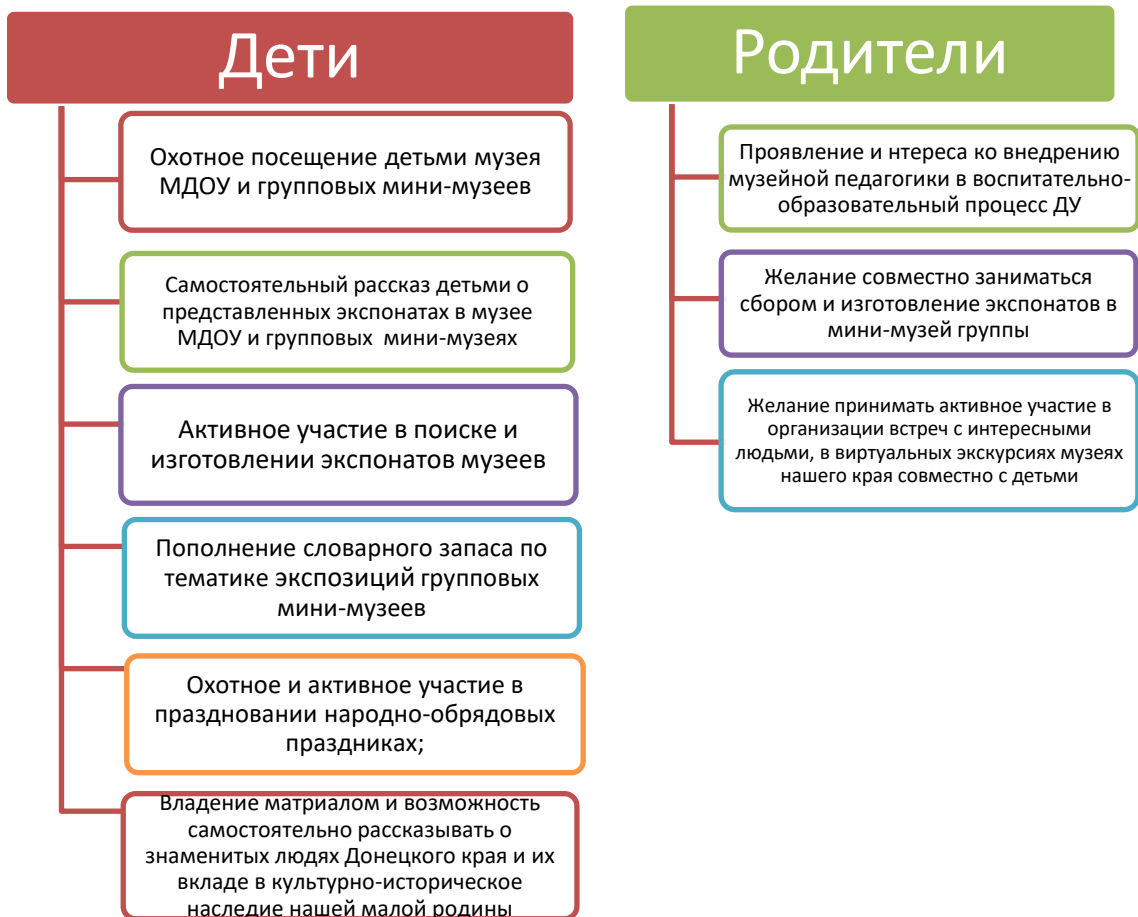 Дети
Охотное посещение детьми музея
МДОУ и групповых мини-музеев
Самостоятельный рассказ детьми о
представленных экспонатах в музее
МДОУ и групповых мини-музеях
Активное участие в поиске и
изготовлении экспонатов музеев
Пополнение словарного запаса по
тематике экспозиций групповых
мини-музеев
Охотное и активное участие в
праздновании народно-обрядовых
праздниках;
Владение матриалом и возможность
самостоятельно рассказывать о
знаменитых людях Донецкого края и их
вкладе в культурно-историческое
наследие нашей малой родины
Родители
Проявление и нтереса ко внедрению
музейной педагогики в воспитательно-
образовательный процесс ДУ
Желание совместно заниматься
сбором и изготовление экспонатов в
мини-музей группы
Желание принимать активное участие в
организации встреч с интересными
людьми, в виртуальных экскурсиях музеях
нашего края совместно с детьми